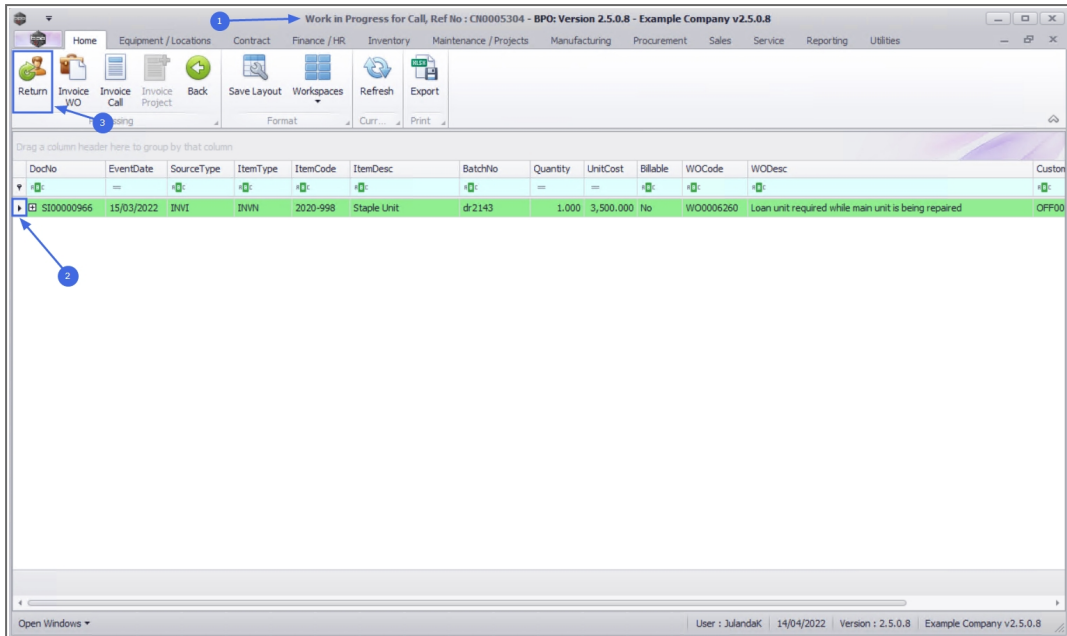 1
Work in Progress for Call, Ref No : CN0005304 - BPO: Version 2.5.0.8 - Example Company v2.5.0.8
Home Equipment / Locations Contract Finance / HR Inventory Maintenance / Projects Manufacturing Procurement Sales Service Reporting Utilities
Return Invoice WO Invoice Call Invoice Project Back Save Layout Workspaces Refresh Export
3
Format Curr... Print
Drag a column header here to group by that column
DocNo EventDate SourceType ItemType ItemCode ItemDesc BatchNo Quantity UnitCost Billable WOCode WODesc Custom
SI00000966 15/03/2022 INVI INVN 2020-998 Staple Unit dr2143 1.000 3,500.000 No WO0006260 Loan unit required while main unit is being repaired OFF00
2
Open Windows User : JulandaK 14/04/2022 Version : 2.5.0.8 Example Company v2.5.0.8